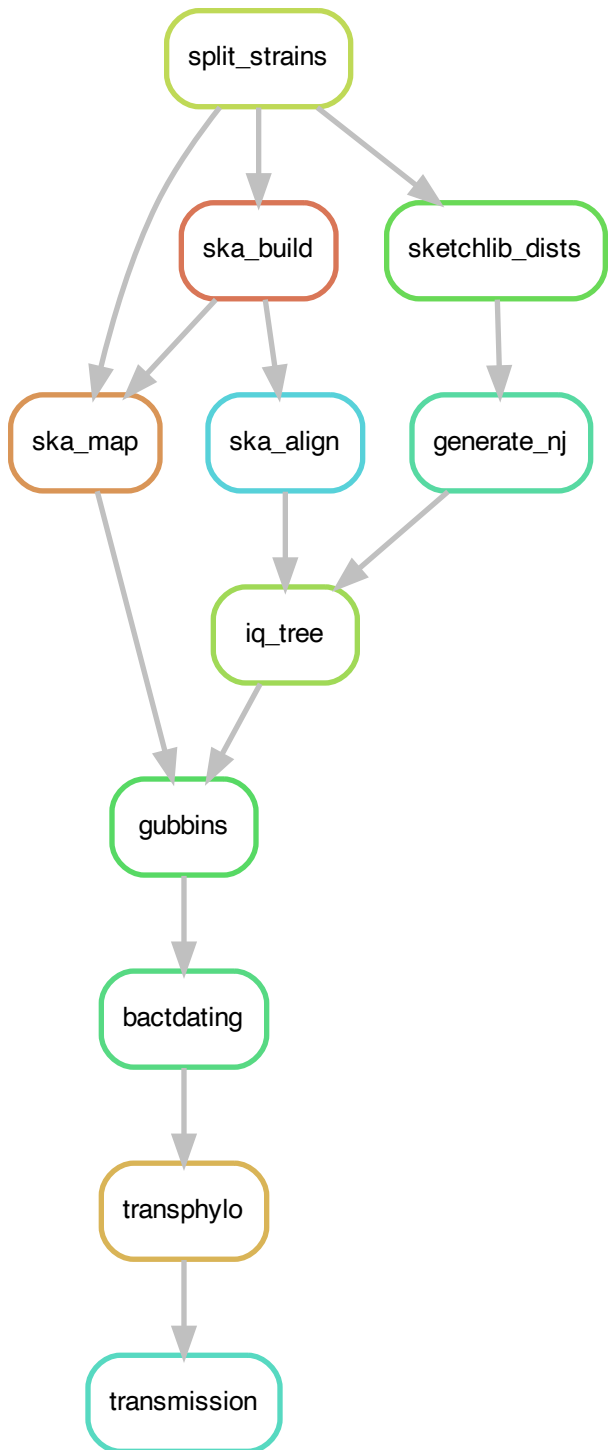 split_strains
ska_build
sketchlib_dists
ska_map
ska_align
generate_nj
iq_tree
gubbins
bactdating
transphylo
transmission